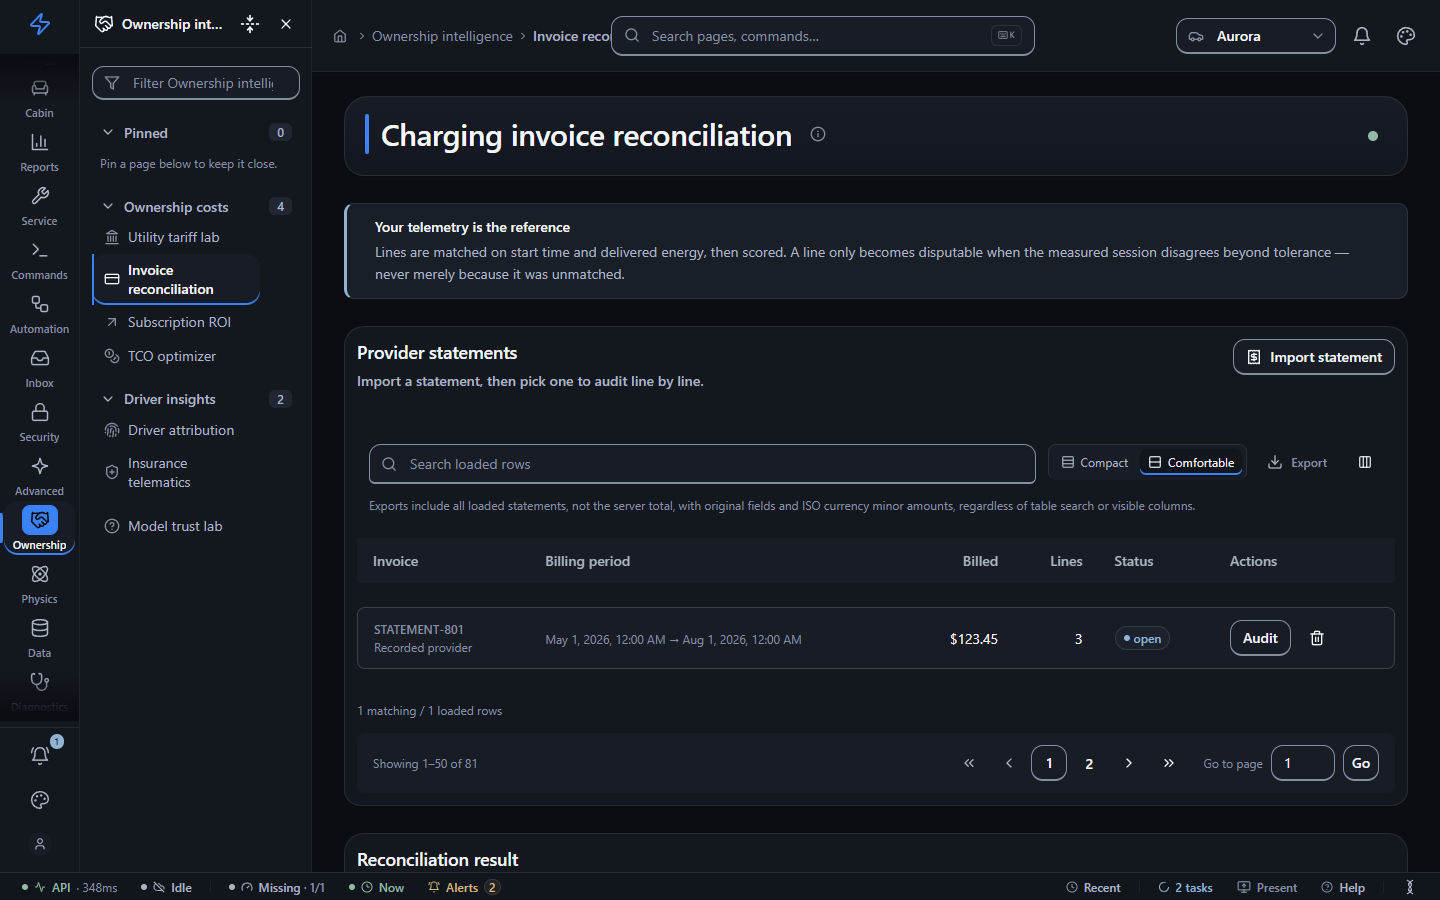 Ownership int...
Ownership intelligence
Invoice reco
Search pages, commands...
K
Aurora
Cabin
Reports
Service
Commands
Automation
Inbox
Security
Advanced
Ownership
Physics
Data
Diagnostics
1
Filter Ownership intelli
Pinned
0
Pin a page below to keep it close.
Ownership costs
4
Utility tariff lab
Invoice
reconciliation
Subscription ROI
TCO optimizer
Driver insights
2
Driver attribution
Insurance
telematics
Model trust lab
Charging invoice reconciliation
Your telemetry is the reference
Lines are matched on start time and delivered energy, then scored. A line only becomes disputable when the measured session disagrees beyond tolerance —
never merely because it was unmatched.
Provider statements
Import a statement, then pick one to audit line by line.
Import statement
Search loaded rows
Compact
Comfortable
Export
Exports include all loaded statements, not the server total, with original fields and ISO currency minor amounts, regardless of table search or visible columns.
Invoice Billing period Billed Lines Status Actions
STATEMENT-801
Recorded provider
May 1, 2026, 12:00 AM → Aug 1, 2026, 12:00 AM
$123.45
3
open
Audit
1 matching / 1 loaded rows
Showing 1–50 of 81
1
2
Go to page
1
Go
Reconciliation result
API · 348ms
Idle
Missing · 1/1
Now
Alerts 2
Recent
2 tasks
Present
Help